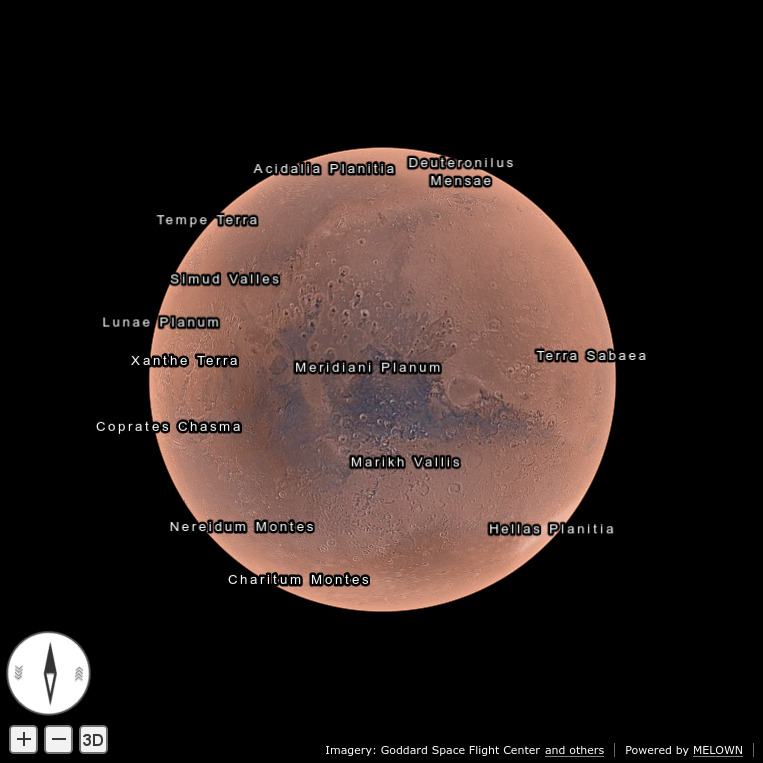 Deuteronilus
Mensae
Acidalia Planitia
Tempe Terra
Simud Valles
Lunae Planum
Xanthe Terra
Terra Sabaea
Meridiani Planum
Coprates Chasma
Marikh Vallis
Nereidum Montes
Hellas Planitia
Charitum Montes
3D
Imagery: Goddard Space Flight Center and others Powered by MELOWN